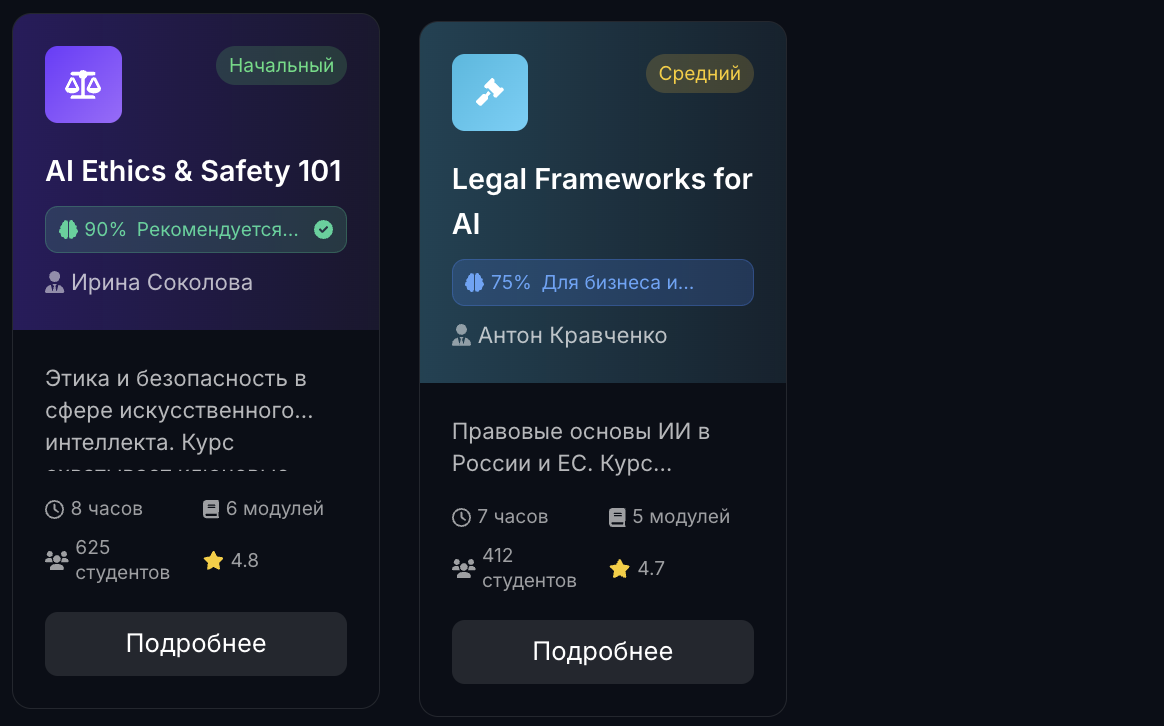 Начальный
AI Ethics & Safety 101
90% Рекомендуется...
Ирина Соколова
Этика и безопасность в
сфере искусственного...
интеллекта. Курс
охватывает ключевые
8 часов
6 модулей
625
студентов
4.8
Подробнее
Средний
Legal Frameworks for
AI
75% Для бизнеса и...
Антон Кравченко
Правовые основы ИИ в
России и ЕС. Курс...
7 часов
5 модулей
412
студентов
4.7
Подробнее